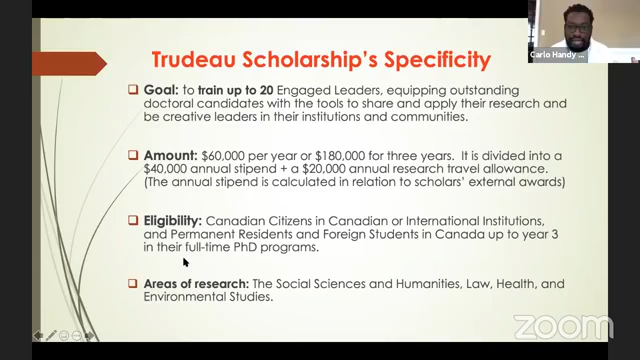 Trudeau Scholarship's Specificity
Carlo Handy
Goal: to train up to 20 Engaged Leaders, equipping outstanding
doctoral candidates with the tools to share and apply their research and
be creative leaders in their institutions and communities.
Amount: $60,000 per year or $180,000 for three years. It is divided into a
$40,000 annual stipend + a $20,000 annual research travel allowance.
(The annual stipend is calculated in relation to scholars' external awards)
Eligibility: Canadian Citizens in Canadian or International Institutions,
and Permanent Residents and Foreign Students in Canada up to year 3
in their full-time PhD programs.
Areas of research: The Social Sciences and Humanities, Law, Health, and
Environmental Studies.
zoom